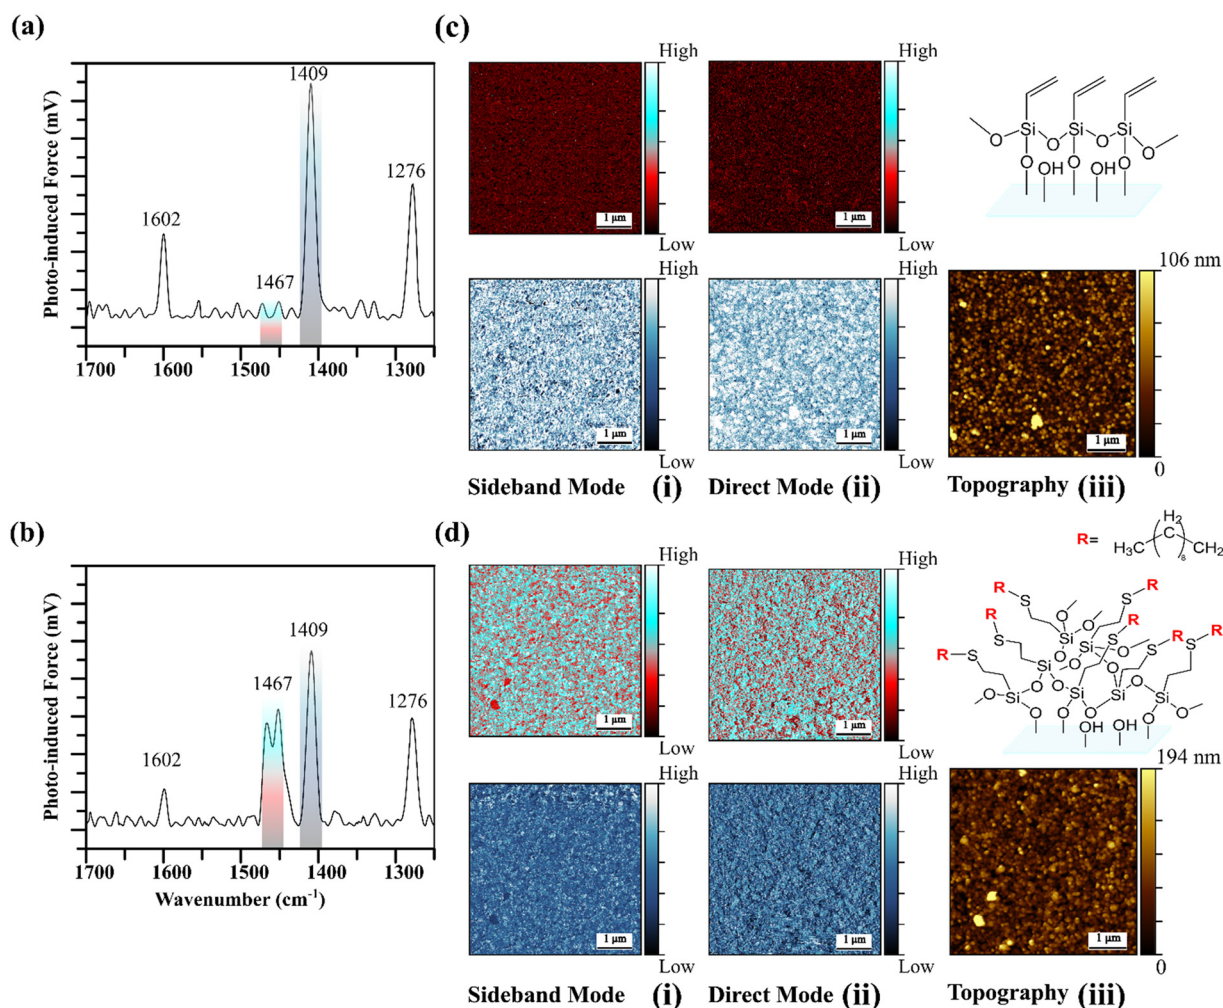 (a)
Photo-induced Force (mV)
1602
1467
1409
1276
1700
1600
1500
1400
1300
(b)
Photo-induced Force (mV)
1602
1467
1409
1276
1700
1600
1500
1400
1300
Wavenumber (cm-1)
(c)
High
Low
1 μm
High
Low
1 μm
Si
Si
Si
O
O
O
O
O
O
O
OH
OH
High
Low
1 μm
High
Low
1 μm
106 nm
0
1 μm
Sideband Mode (i)
Direct Mode (ii)
Topography (iii)
(d)
High
Low
1 μm
High
Low
1 μm
R=
H3C
H2
C
8
CH2
R
R
R
R
R
R
R
S
S
S
S
S
S
Si
Si
Si
Si
Si
Si
O
O
O
O
O
O
O
O
O
O
O
O
O
OH
OH
High
Low
1 μm
High
Low
1 μm
194 nm
0
1 μm
Sideband Mode (i)
Direct Mode (ii)
Topography (iii)